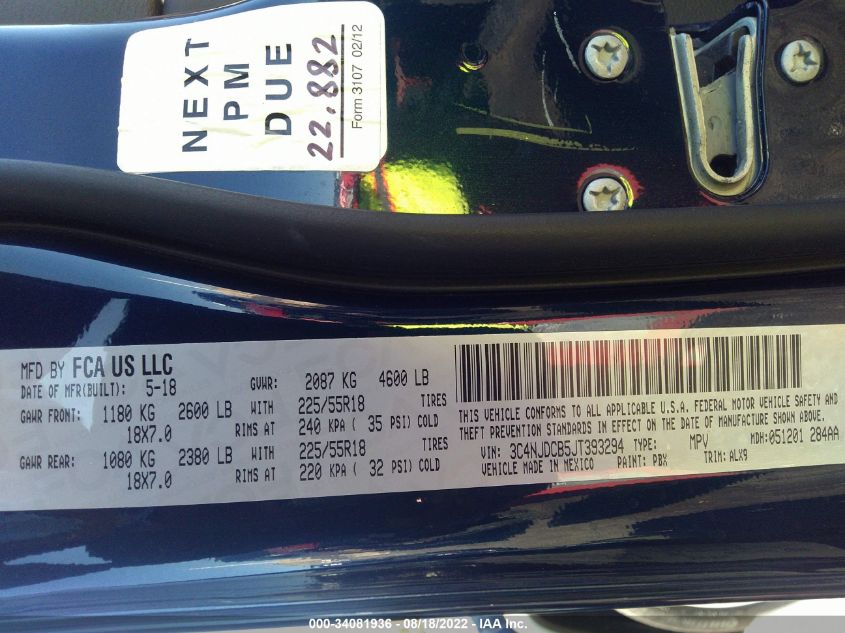 NEXT
PM
DUE
22,882
Form 3107 02/12
MFD BY FCA US LLC
DATE OF MFR(BUILT): 5-18 GVWR: 2087 KG 4600 LB
GAWR FRONT: 1180 KG 2600 LB WITH 225/55R18 TIRES
18X7.0 RIMS AT 240 KPA ( 35 PSI) COLD
GAWR REAR: 1080 KG 2380 LB WITH 225/55R18 TIRES
18X7.0 RIMS AT 220 KPA ( 32 PSI) COLD
THIS VEHICLE CONFORMS TO ALL APPLICABLE U.S.A. FEDERAL MOTOR VEHICLE SAFETY AND
THEFT PREVENTION STANDARDS IN EFFECT ON THE DATE OF MANUFACTURE SHOWN ABOVE.
VIN: 3C4NJDCB5JT393294 TYPE: MPV MDH: 051201 284AA
VEHICLE MADE IN MEXICO PAINT: PBX TRIM: ALX9
000-34081936 - 08/18/2022 - IAA Inc.